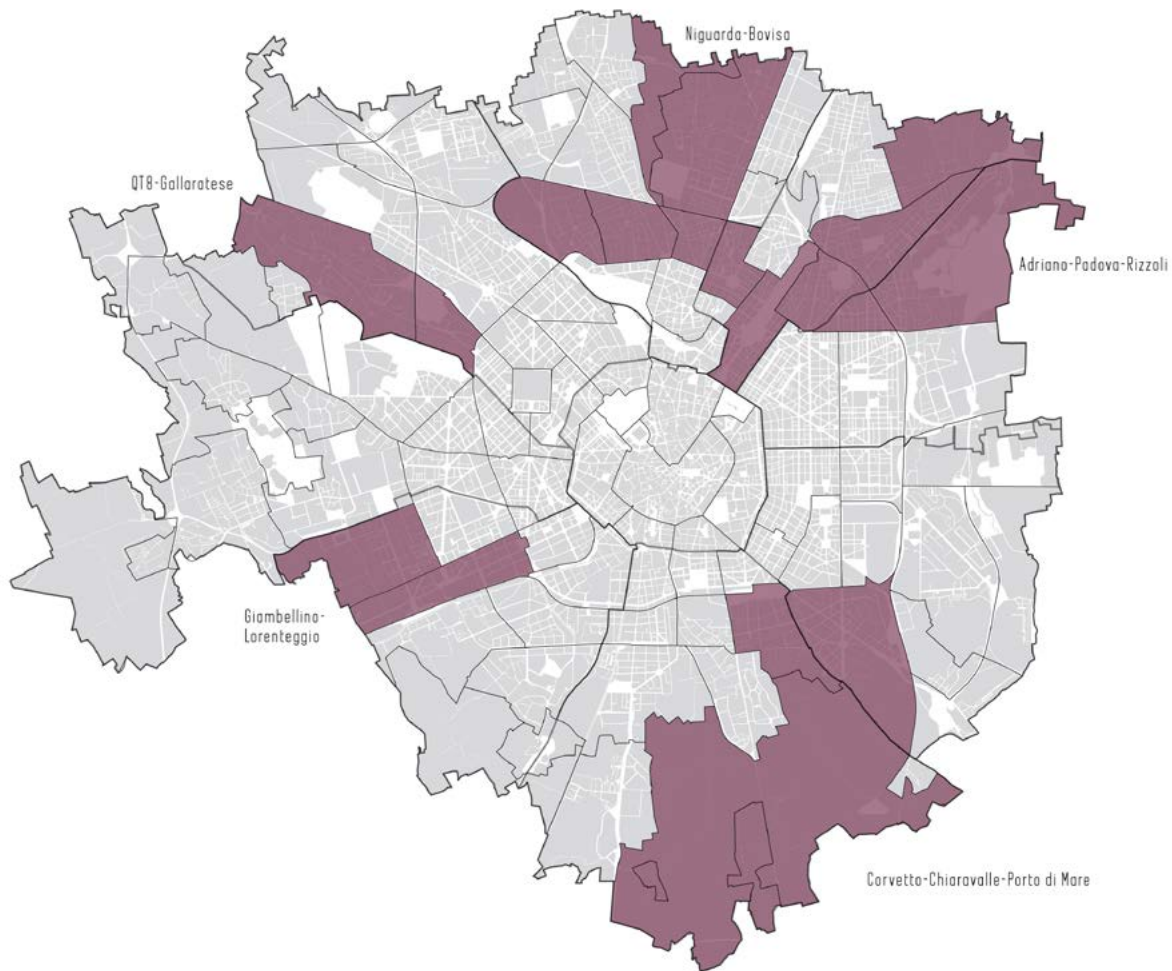 Niguarda-Bovisa
QT8-Gallaratese
Adriano-Padova-Rizzoli
Giambellino-
Lorenteggio
Corvetto-Chiaravalle-Porto di Mare